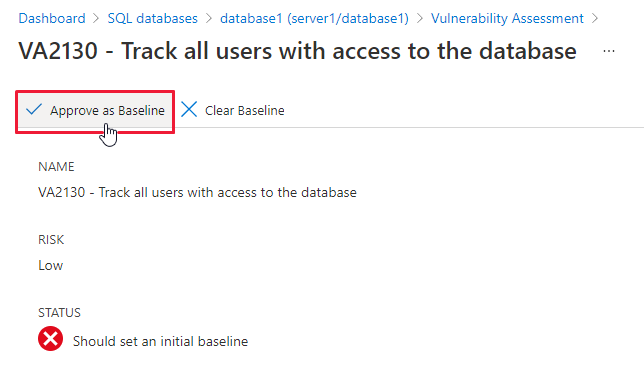 Dashboard > SQL databases > database1 (server1/database1) > Vulnerability Assessment >
VA2130 - Track all users with access to the database ...
Approve as Baseline Clear Baseline
NAME
VA2130 - Track all users with access to the database
RISK
Low
STATUS
Should set an initial baseline